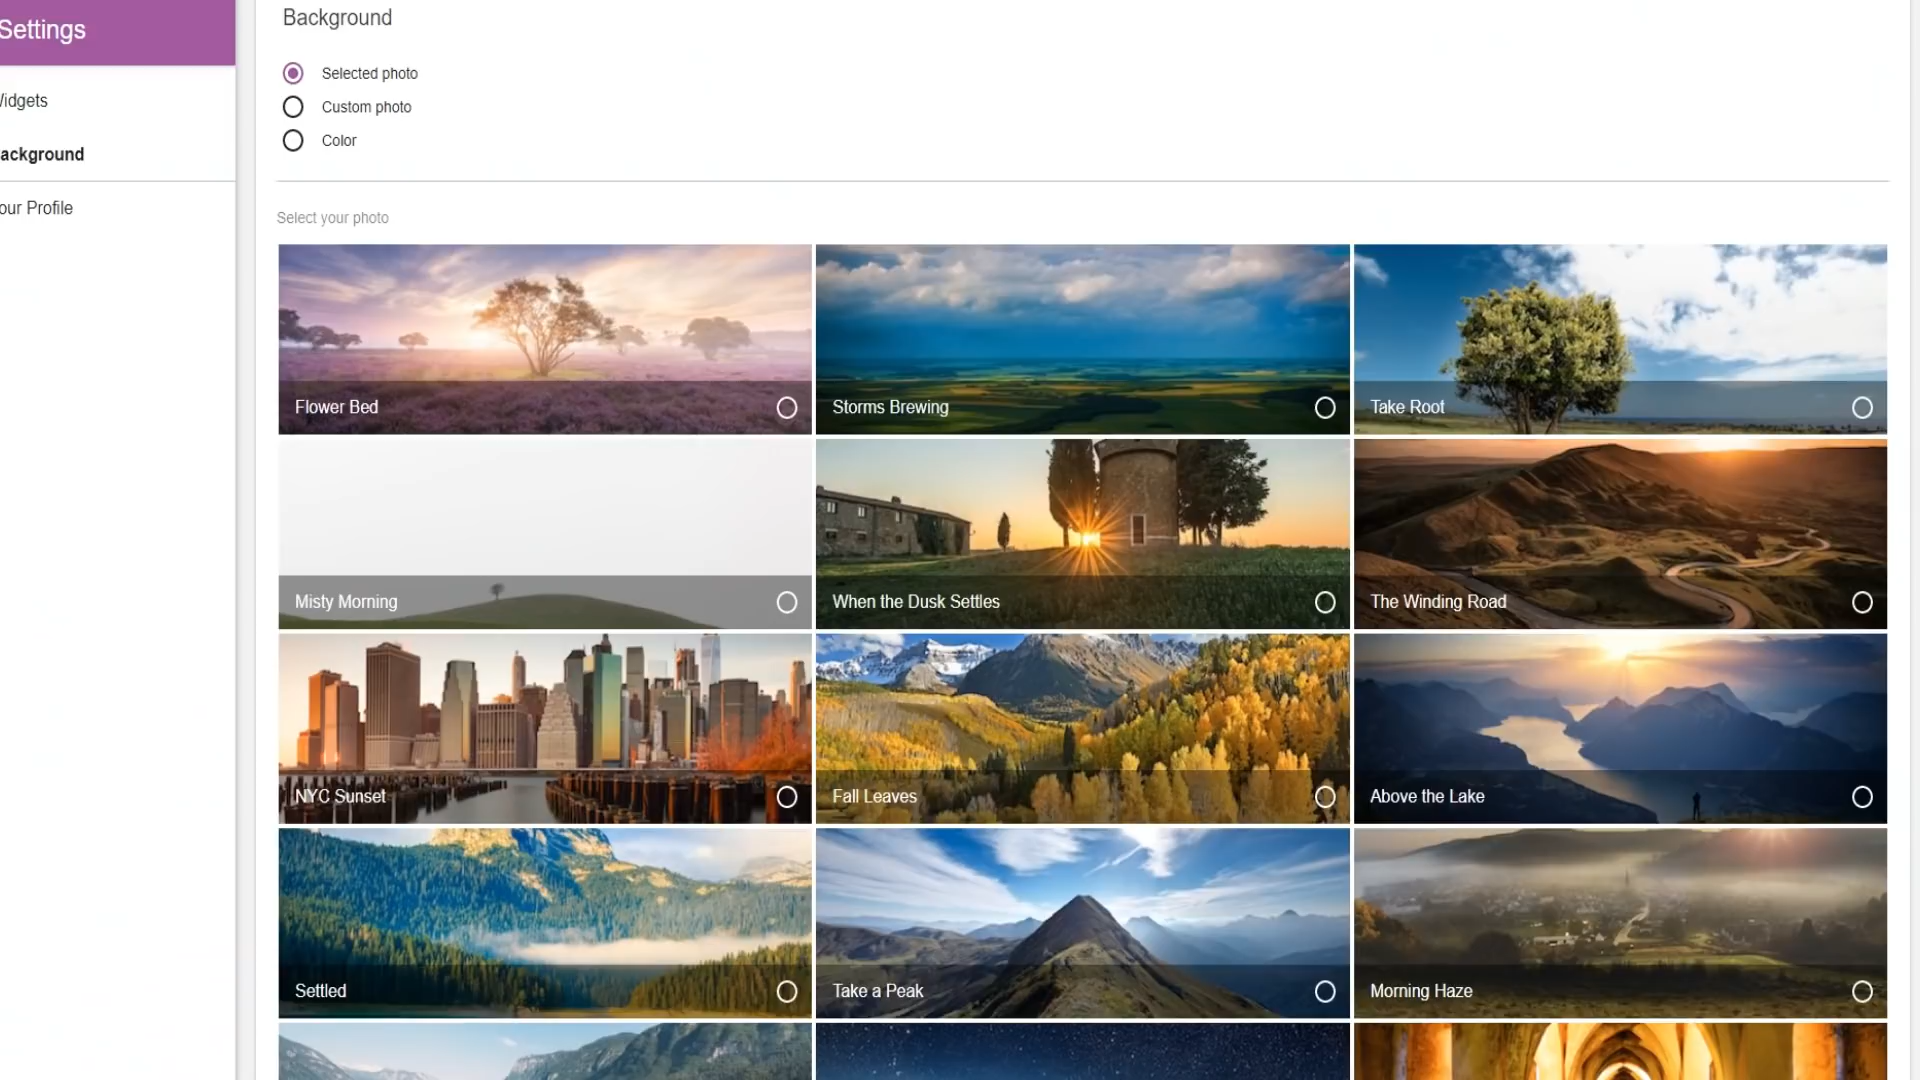 Settings
Widgets
ackground
our Profile
Background
Selected photo
Custom photo
Color
Select your photo
Flower Bed
Storms Brewing
Take Root
Misty Morning
When the Dusk Settles
The Winding Road
NYC Sunset
Fall Leaves
Above the Lake
Settled
Take a Peak
Morning Haze